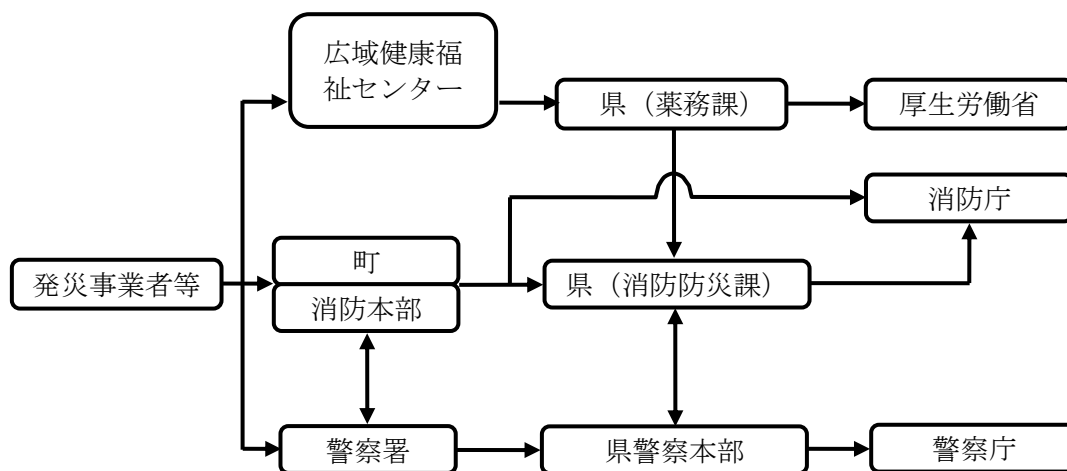 広域健康福
祉センター
県（薬務課）
厚生労働省
消防庁
町
発災事業者等
県（消防防災課）
消防本部
警察署
県警察本部
警察庁